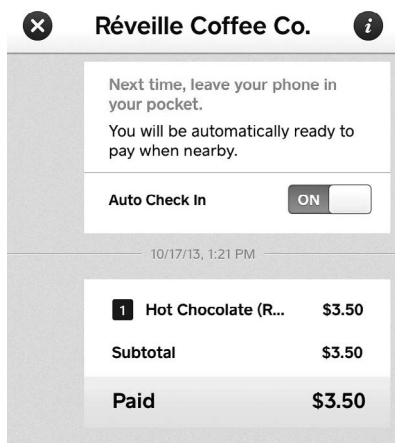 Réveille Coffee Co.
Next time, leave your phone in
your pocket.
You will be automatically ready to
pay when nearby.
Auto Check In ON
10/17/13, 1:21 PM
1 Hot Chocolate (R... $3.50
Subtotal $3.50
Paid $3.50